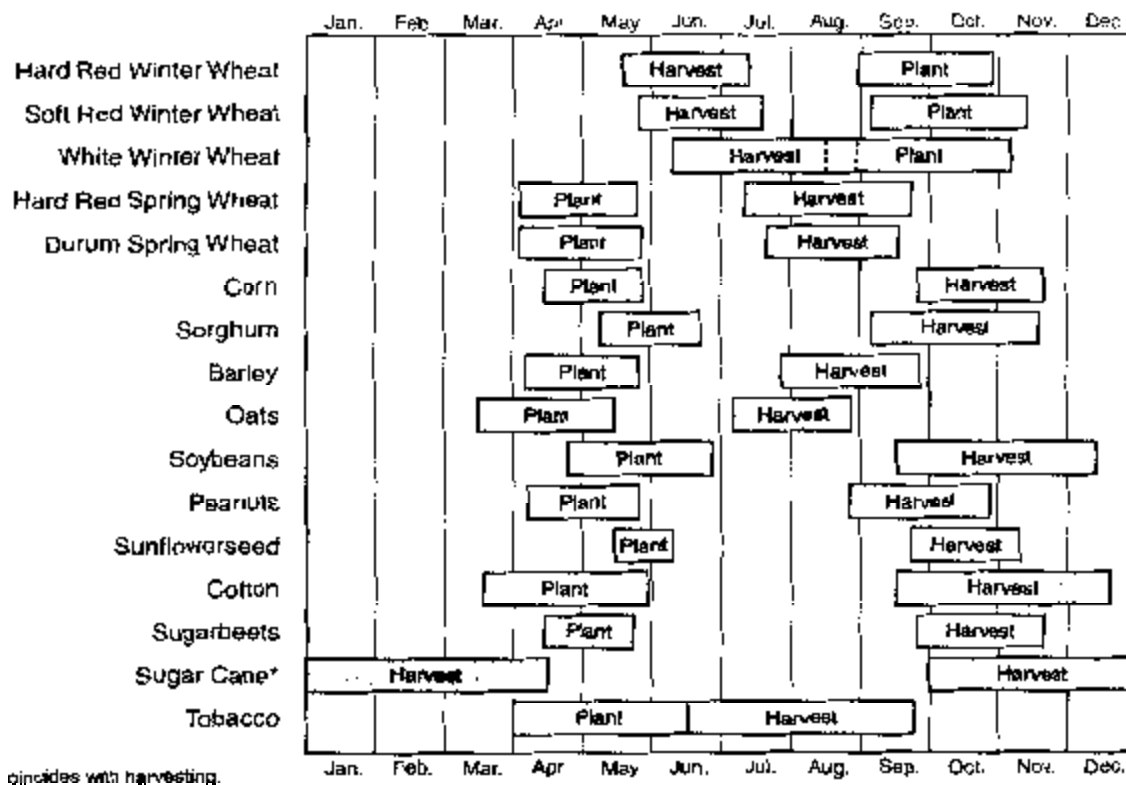 Jan. Feb Mar. Apr May Jun. Jul. Aug. Sep. Oct. Nov. Dec
Hard Red Winter Wheat Harvest Plant
Soft Red Winter Wheat Harvest Plant
White Winter Wheat Harvest Plant
Hard Red Spring Wheat Plant Harvest
Durum Spring Wheat Plant Harvest
Corn Plant Harvest
Sorghum Plant Harvest
Barley Plant Harvest
Oats Plant Harvest
Soybeans Plant Harvest
Peanuts Plant Harvest
Sunflowerseed Plant Harvest
Cotton Plant Harvest
Sugarbeets Plant Harvest
Sugar Cane* Harvest Harvest
Tobacco Plant Harvest
Jan. Feb. Mar. Apr May Jun. Jul. Aug. Sep. Oct. Nov. Dec.
oincides with harvesting.